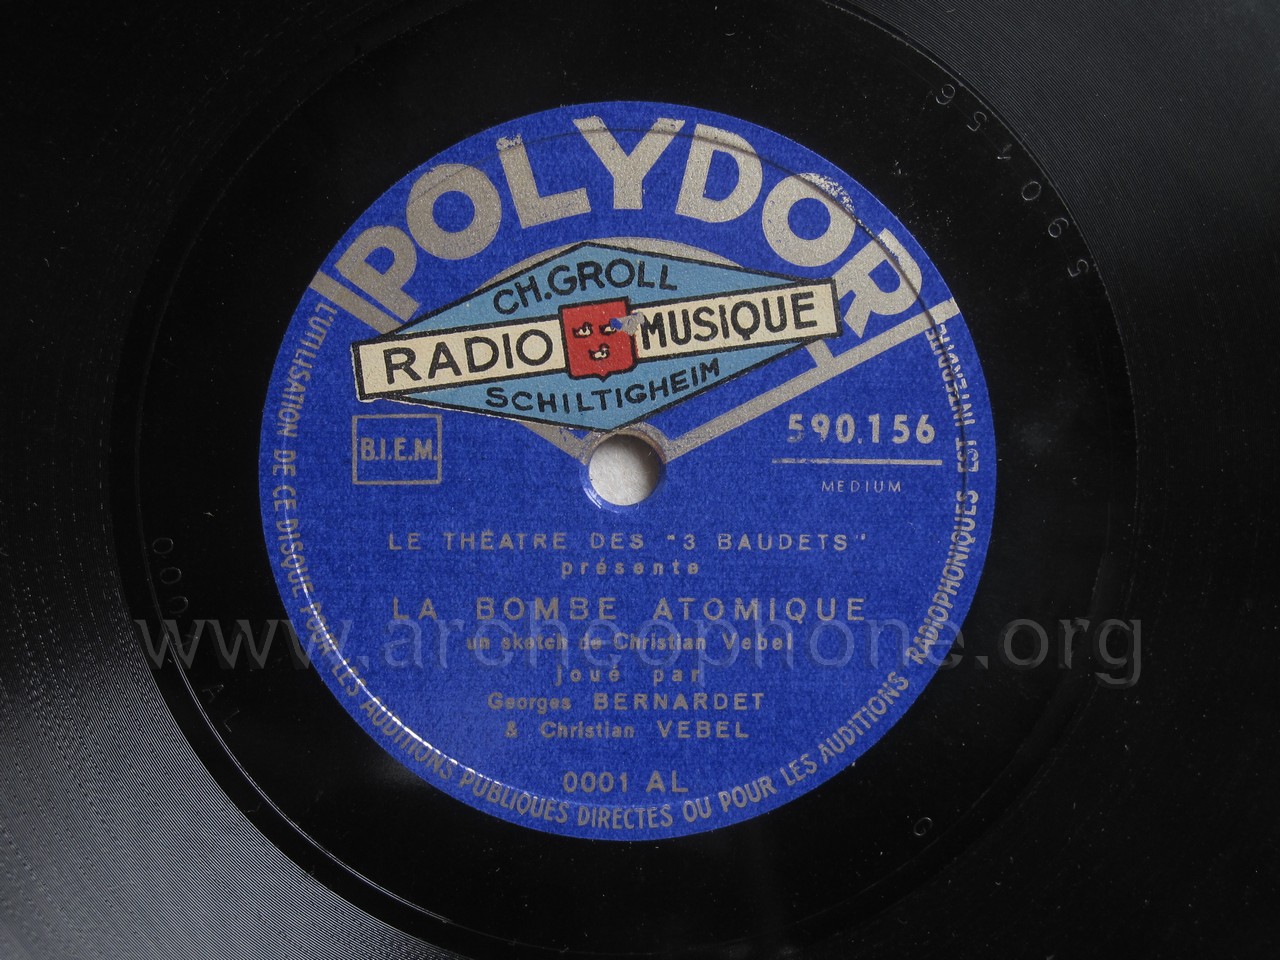 POLYDOR
CH. GROLL
RADIO MUSIQUE
SCHILTIGHEIM
B.I.E.M.
590.156
MEDIUM
LE THÉATRE DES "3 BAUDETS"
présente
LA BOMBE ATOMIQUE
un sketch de Christian Vebel
joué par
Georges BERNARDET
& Christian VEBEL
0001 AL
L'UTILISATION DE CE DISQUE POUR LES AUDITIONS PUBLIQUES DIRECTES OU POUR LES AUDITIONS RADIOPHONIQUES EST INTERDITE
www.archeophone.org
590156
0001 AL
G